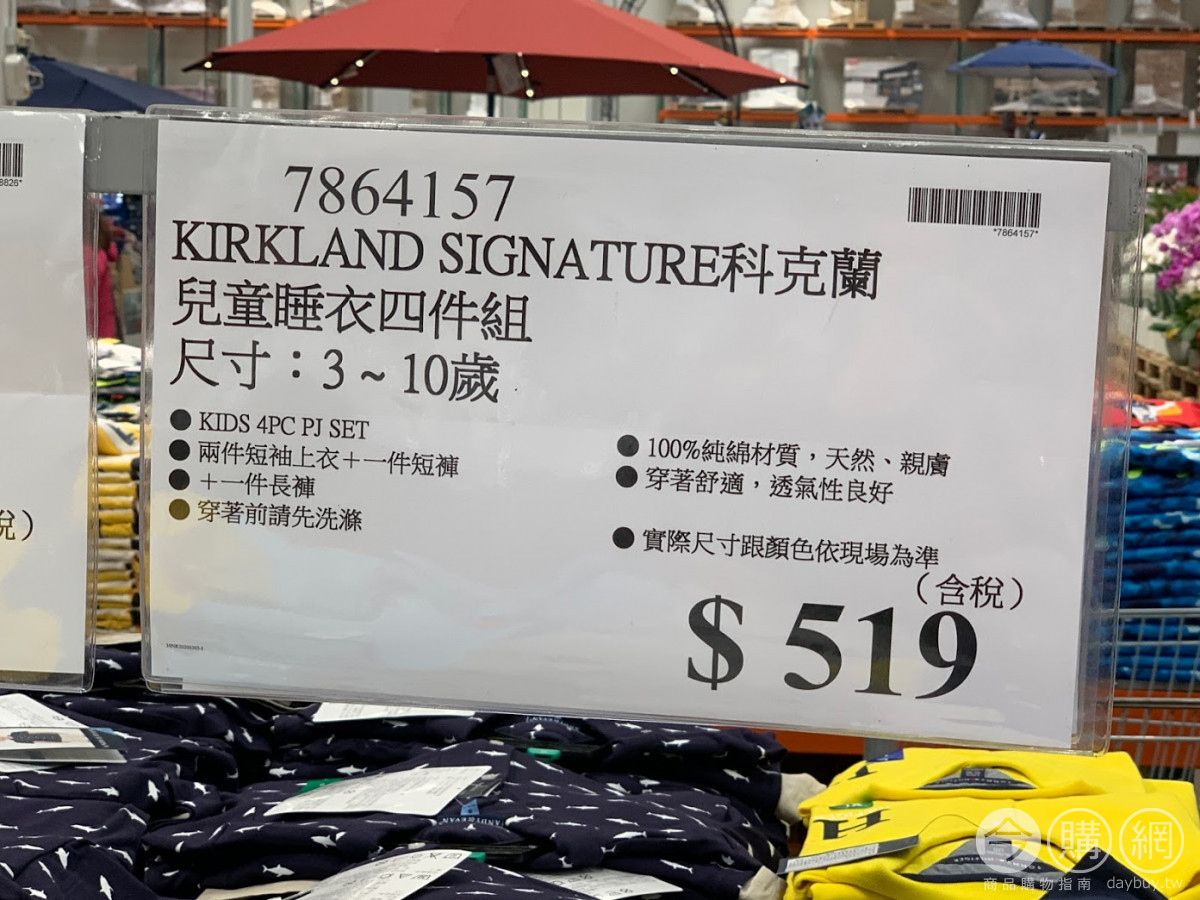 7864157
*7864157*
KIRKLAND SIGNATURE科克蘭
兒童睡衣四件組
尺寸：3 ~ 10歲
● KIDS 4PC PJ SET
● 兩件短袖上衣＋一件短褲
● ＋一件長褲
● 穿著前請先洗滌
● 100%純綿材質，天然、親膚
● 穿著舒適，透氣性良好
● 實際尺寸跟顏色依現場為準
（含稅）
$ 519
稅）
今購網
商品購物指南 daybuy.tw